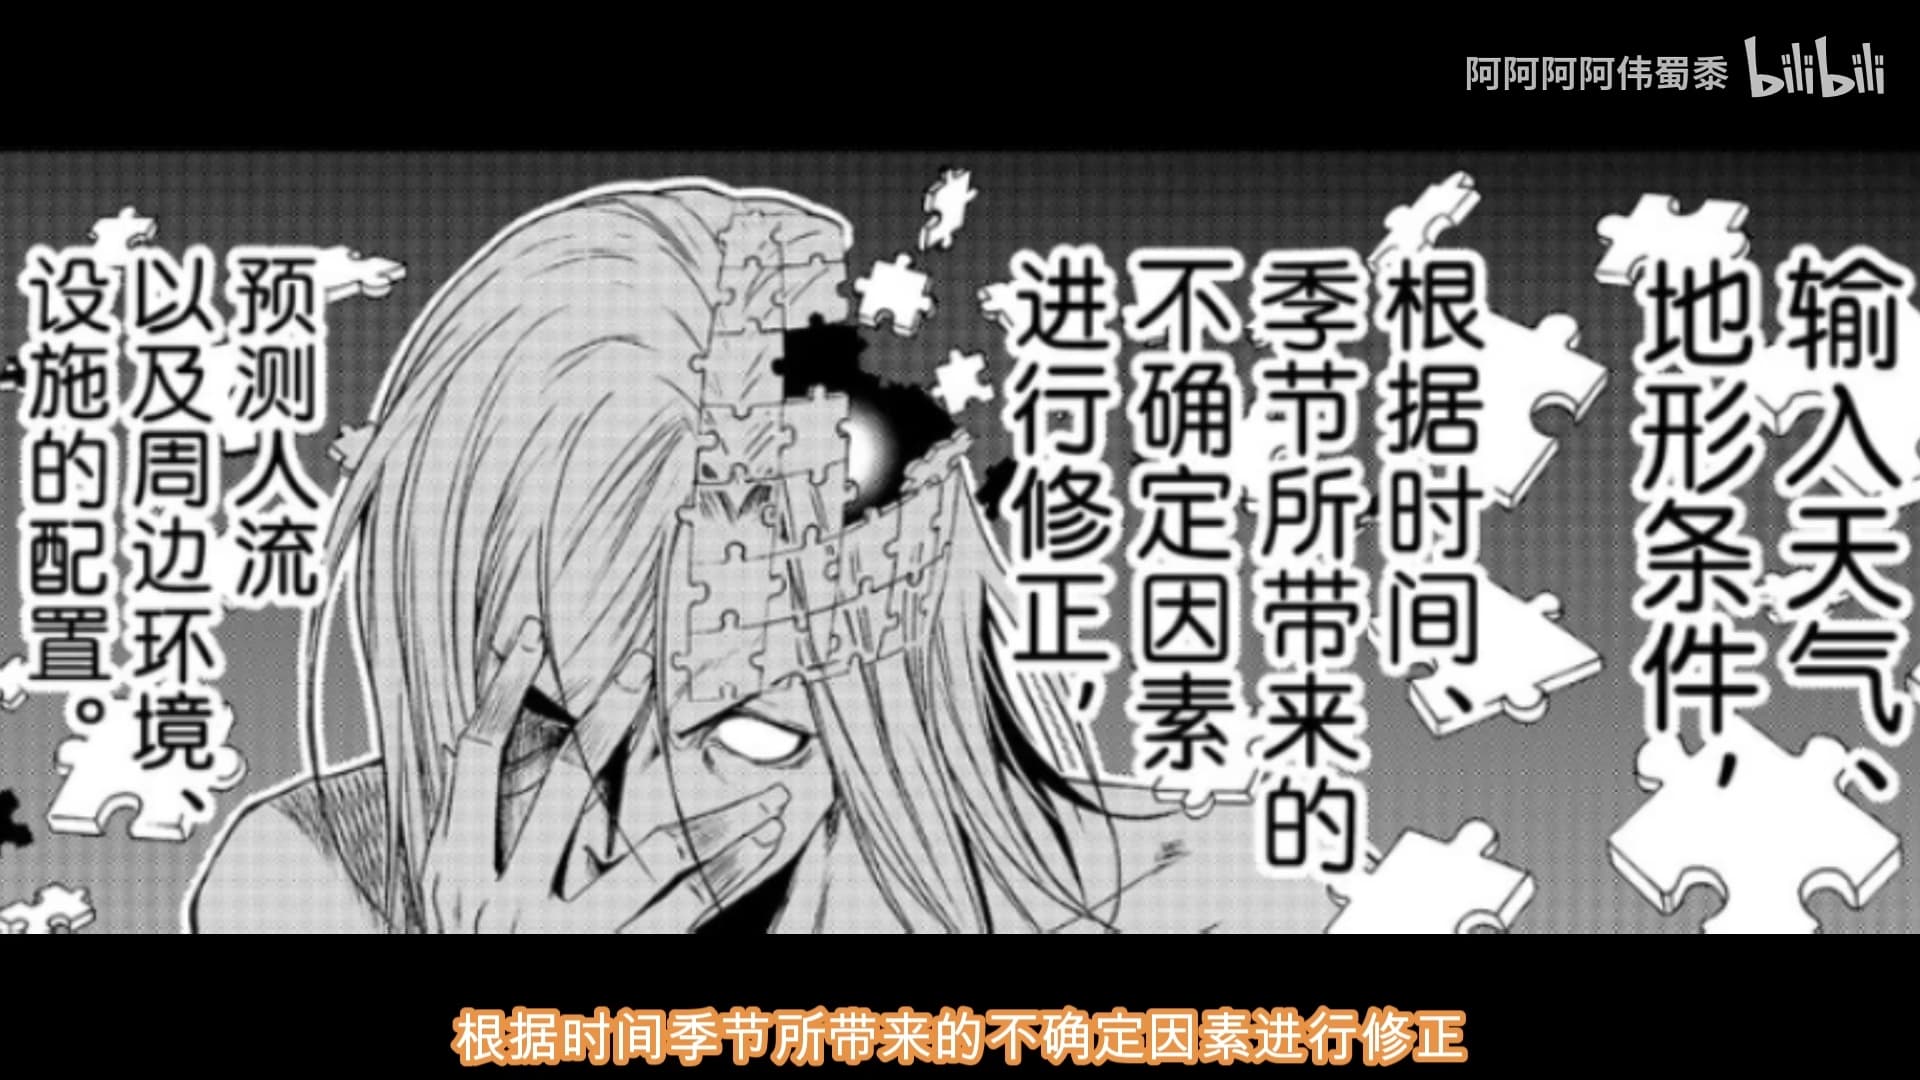 阿阿阿阿伟蜀黍 bilibili
输入天气、
地形条件，
根据时间、
季节所带来的
不确定因素
进行修正，
预测人流
以及周边环境、
设施的配置。
根据时间季节所带来的不确定因素进行修正